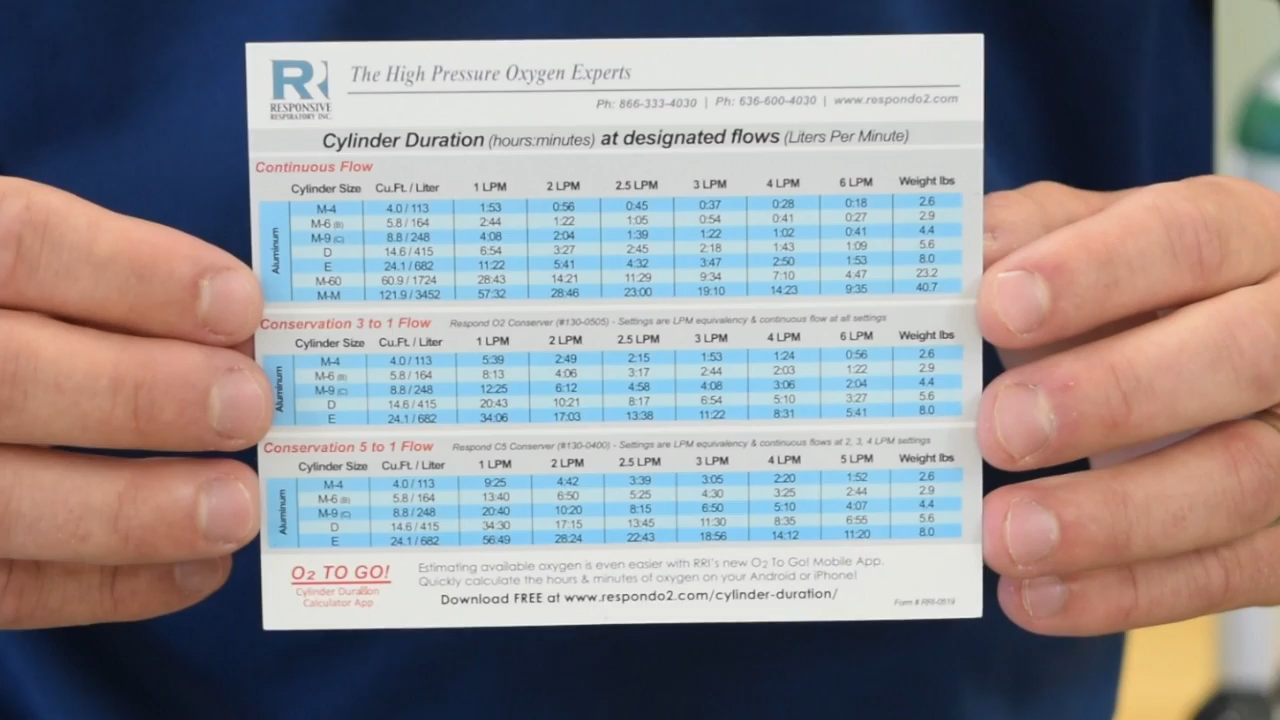 The High Pressure Oxygen Experts
RR
RESPONSIVE
RESPIRATORY INC.
Ph: 866-333-4030 | Ph: 636-600-4030 | www.respondo2.com
Cylinder Duration (hours:minutes) at designated flows (Liters Per Minute)
Continuous Flow
Cylinder Size Cu.Ft. / Liter 1 LPM 2 LPM 2.5 LPM 3 LPM 4 LPM 6 LPM Weight lbs
Aluminum
M-4 4.0 / 113 1:53 0:56 0:45 0:37 0:28 0:18 2.6
M-6 (B) 5.8 / 164 2:44 1:22 1:05 0:54 0:41 0:27 2.9
M-9 (C) 8.8 / 248 4:08 2:04 1:39 1:22 1:02 0:41 4.4
D 14.6 / 415 6:54 3:27 2:45 2:18 1:43 1:09 5.6
E 24.1 / 682 11:22 5:41 4:32 3:47 2:50 1:53 8.0
M-60 60.9 / 1724 28:43 14:21 11:29 9:34 7:10 4:47 23.2
M-M 121.9 / 3452 57:32 28:46 23:00 19:10 14:23 9:35 40.7
Conservation 3 to 1 Flow Respond O2 Conserver (#130-0505) - Settings are LPM equivalency & continuous flow at all settings
Cylinder Size Cu.Ft. / Liter 1 LPM 2 LPM 2.5 LPM 3 LPM 4 LPM 6 LPM Weight lbs
Aluminum
M-4 4.0 / 113 5:39 2:49 2:15 1:53 1:24 0:56 2.6
M-6 (B) 5.8 / 164 8:13 4:06 3:17 2:44 2:03 1:22 2.9
M-9 (C) 8.8 / 248 12:25 6:12 4:58 4:08 3:06 2:04 4.4
D 14.6 / 415 20:43 10:21 8:17 6:54 5:10 3:27 5.6
E 24.1 / 682 34:06 17:03 13:38 11:22 8:31 5:41 8.0
Conservation 5 to 1 Flow Respond C5 Conserver (#130-0400) - Settings are LPM equivalency & continuous flows at 2, 3, 4 LPM settings
Cylinder Size Cu.Ft. / Liter 1 LPM 2 LPM 2.5 LPM 3 LPM 4 LPM 5 LPM Weight lbs
Aluminum
M-4 4.0 / 113 9:25 4:42 3:39 3:05 2:20 1:52 2.6
M-6 (B) 5.8 / 164 13:40 6:50 5:25 4:30 3:25 2:44 2.9
M-9 (C) 8.8 / 248 20:40 10:20 8:15 6:50 5:10 4:07 4.4
D 14.6 / 415 34:30 17:15 13:45 11:30 8:35 6:55 5.6
E 24.1 / 682 56:49 28:24 22:43 18:56 14:12 11:20 8.0
O2 TO GO!
Cylinder Duration
Calculator App
Estimating available oxygen is even easier with RRI's new O2 To Go! Mobile App.
Quickly calculate the hours & minutes of oxygen on your Android or iPhone!
Download FREE at www.respondo2.com/cylinder-duration/
Form # RRI-0519